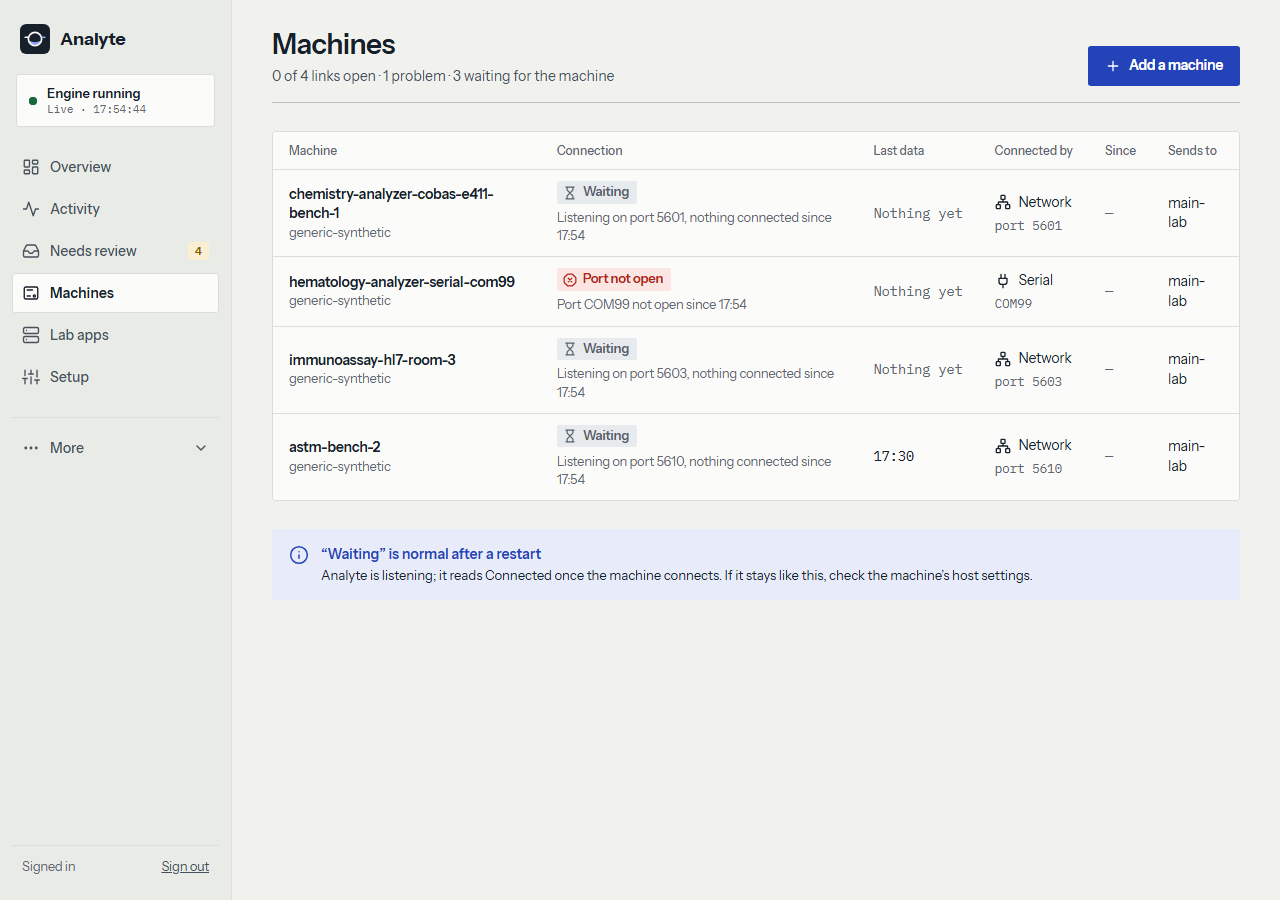 Analyte
Engine running
Live · 17:54:44
Overview
Activity
Needs review 4
Machines
Lab apps
Setup
More
Signed in Sign out
Machines
0 of 4 links open · 1 problem · 3 waiting for the machine
Add a machine
Machine Connection Last data Connected by Since Sends to
chemistry-analyzer-cobas-e411-
bench-1
generic-synthetic
Waiting
Listening on port 5601, nothing connected since
17:54
Nothing yet
Network
port 5601
—
main-
lab
hematology-analyzer-serial-com99
generic-synthetic
Port not open
Port COM99 not open since 17:54
Nothing yet
Serial
COM99
—
main-
lab
immunoassay-hl7-room-3
generic-synthetic
Waiting
Listening on port 5603, nothing connected since
17:54
Nothing yet
Network
port 5603
—
main-
lab
astm-bench-2
generic-synthetic
Waiting
Listening on port 5610, nothing connected since
17:54
17:30
Network
port 5610
—
main-
lab
“Waiting” is normal after a restart
Analyte is listening; it reads Connected once the machine connects. If it stays like this, check the machine’s host settings.